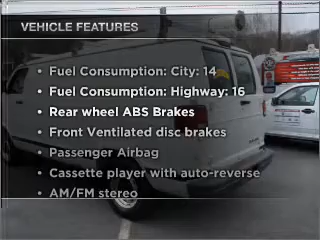 VEHICLE FEATURES
• Fuel Consumption: City: 14
• Fuel Consumption: Highway: 16
• Rear wheel ABS Brakes
• Front Ventilated disc brakes
• Passenger Airbag
• Cassette player with auto-reverse
• AM/FM stereo